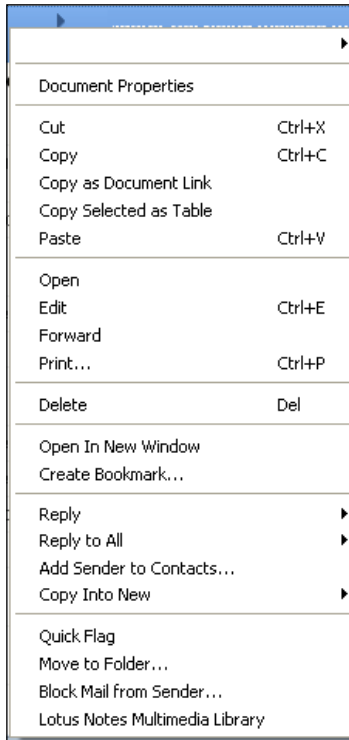 Document Properties
Cut Ctrl+X
Copy Ctrl+C
Copy as Document Link
Copy Selected as Table
Paste Ctrl+V
Open
Edit Ctrl+E
Forward
Print... Ctrl+P
Delete Del
Open In New Window
Create Bookmark...
Reply
Reply to All
Add Sender to Contacts...
Copy Into New
Quick Flag
Move to Folder...
Block Mail from Sender...
Lotus Notes Multimedia Library